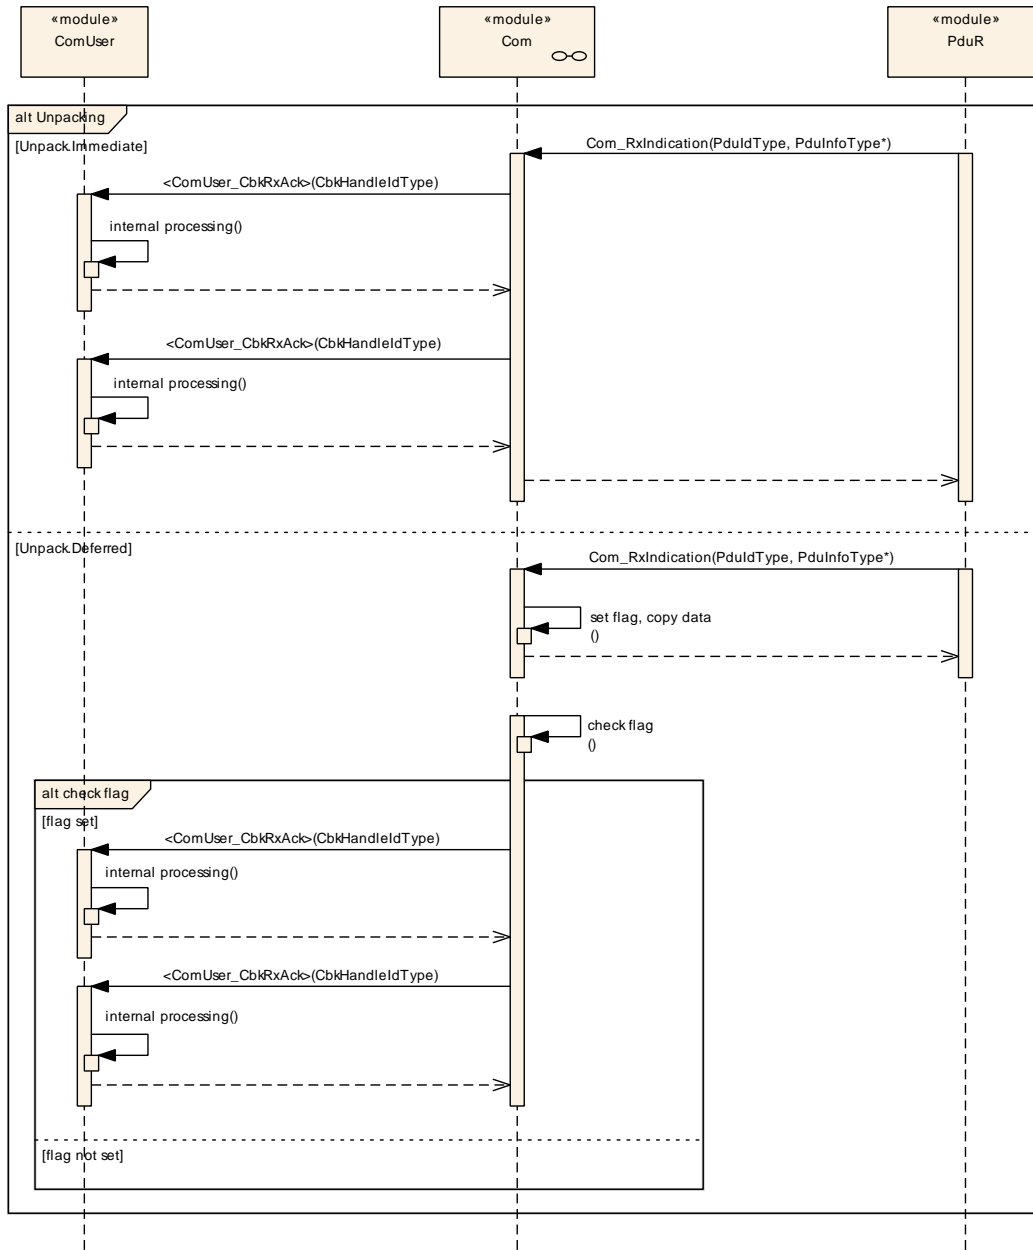 «module»
ComUser
«module»
Com
«module»
PduR
alt Unpacking
[Unpack.Immediate]
Com_RxIndication(PduIdType, PduInfoType*)
<ComUser_CbkRxAck>(CbkHandleIdType)
internal processing()
<ComUser_CbkRxAck>(CbkHandleIdType)
internal processing()
[Unpack.Deferred]
Com_RxIndication(PduIdType, PduInfoType*)
set flag, copy data
()
check flag
()
alt check flag
[flag set]
<ComUser_CbkRxAck>(CbkHandleIdType)
internal processing()
<ComUser_CbkRxAck>(CbkHandleIdType)
internal processing()
[flag not set]